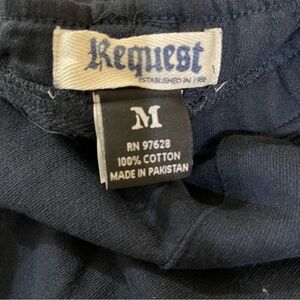 Request
ESTABLISHED IN 1986
M
RN 97628
100% COTTON
MADE IN PAKISTAN